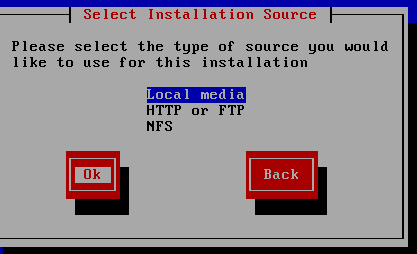 Select Installation Source
Please select the type of source you would
like to use for this installation
Local media
HTTP or FTP
NFS
Ok
Back